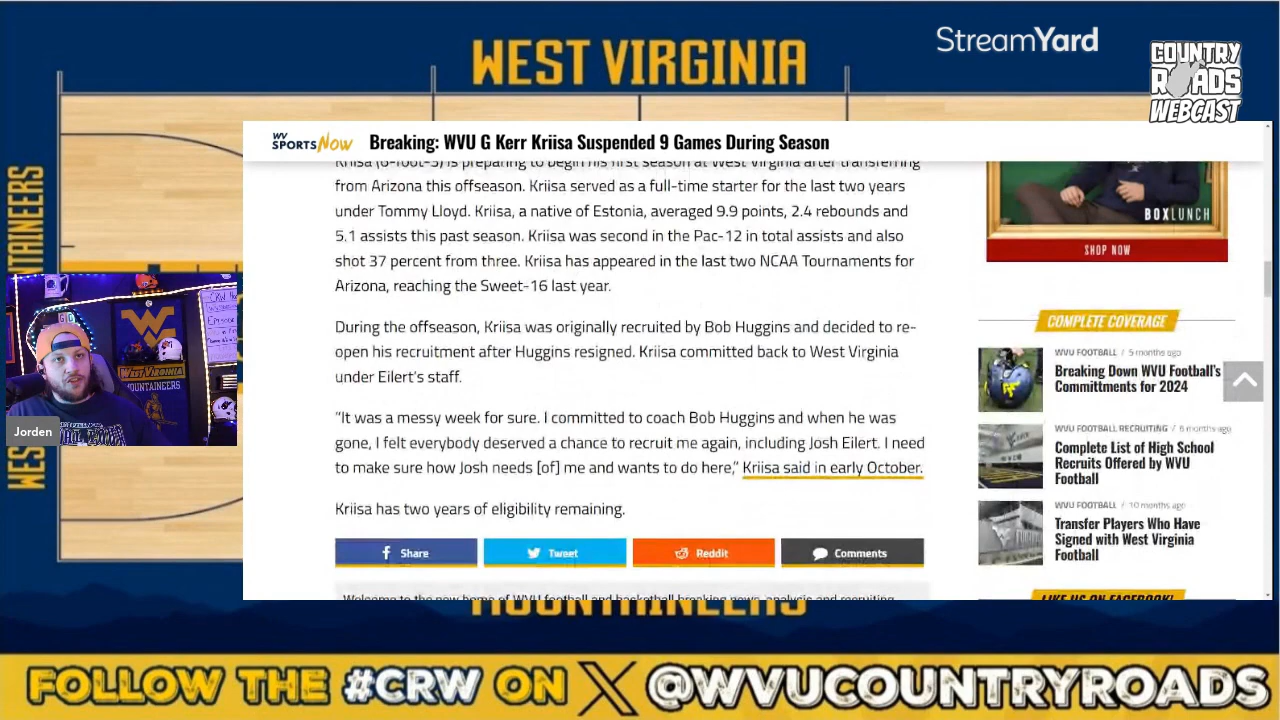 WEST VIRGINIA
StreamYard
COUNTRY
ROADS
WEBCAST
WV
SPORTS NOW
Breaking: WVU G Kerr Kriisa Suspended 9 Games During Season
Kriisa (6-foot-3) is preparing to begin his first season at West Virginia after transferring
from Arizona this offseason. Kriisa served as a full-time starter for the last two years
under Tommy Lloyd. Kriisa, a native of Estonia, averaged 9.9 points, 2.4 rebounds and
5.1 assists this past season. Kriisa was second in the Pac-12 in total assists and also
shot 37 percent from three. Kriisa has appeared in the last two NCAA Tournaments for
Arizona, reaching the Sweet-16 last year.
During the offseason, Kriisa was originally recruited by Bob Huggins and decided to re-
open his recruitment after Huggins resigned. Kriisa committed back to West Virginia
under Eilert's staff.
"It was a messy week for sure. I committed to coach Bob Huggins and when he was
gone, I felt everybody deserved a chance to recruit me again, including Josh Eilert. I need
to make sure how Josh needs [of] me and wants to do here," Kriisa said in early October.
Kriisa has two years of eligibility remaining.
Share
Tweet
Reddit
Comments
Welcome to the new home of WVU football and basketball breaking news, analysis and recruiting
BOXLUNCH
SHOP NOW
COMPLETE COVERAGE
WVU FOOTBALL / 5 months ago
Breaking Down WVU Football's
Committments for 2024
WVU FOOTBALL RECRUITING / 6 months ago
Complete List of High School
Recruits Offered by WVU
Football
WVU FOOTBALL / 10 months ago
Transfer Players Who Have
Signed with West Virginia
Football
LIKE US ON FACEBOOK!
WEST VIRGINIA
MOUNTAINEERS
Jorden
MOUNTAINEERS
FOLLOW THE #CRW ON X @WVUCOUNTRYROADS